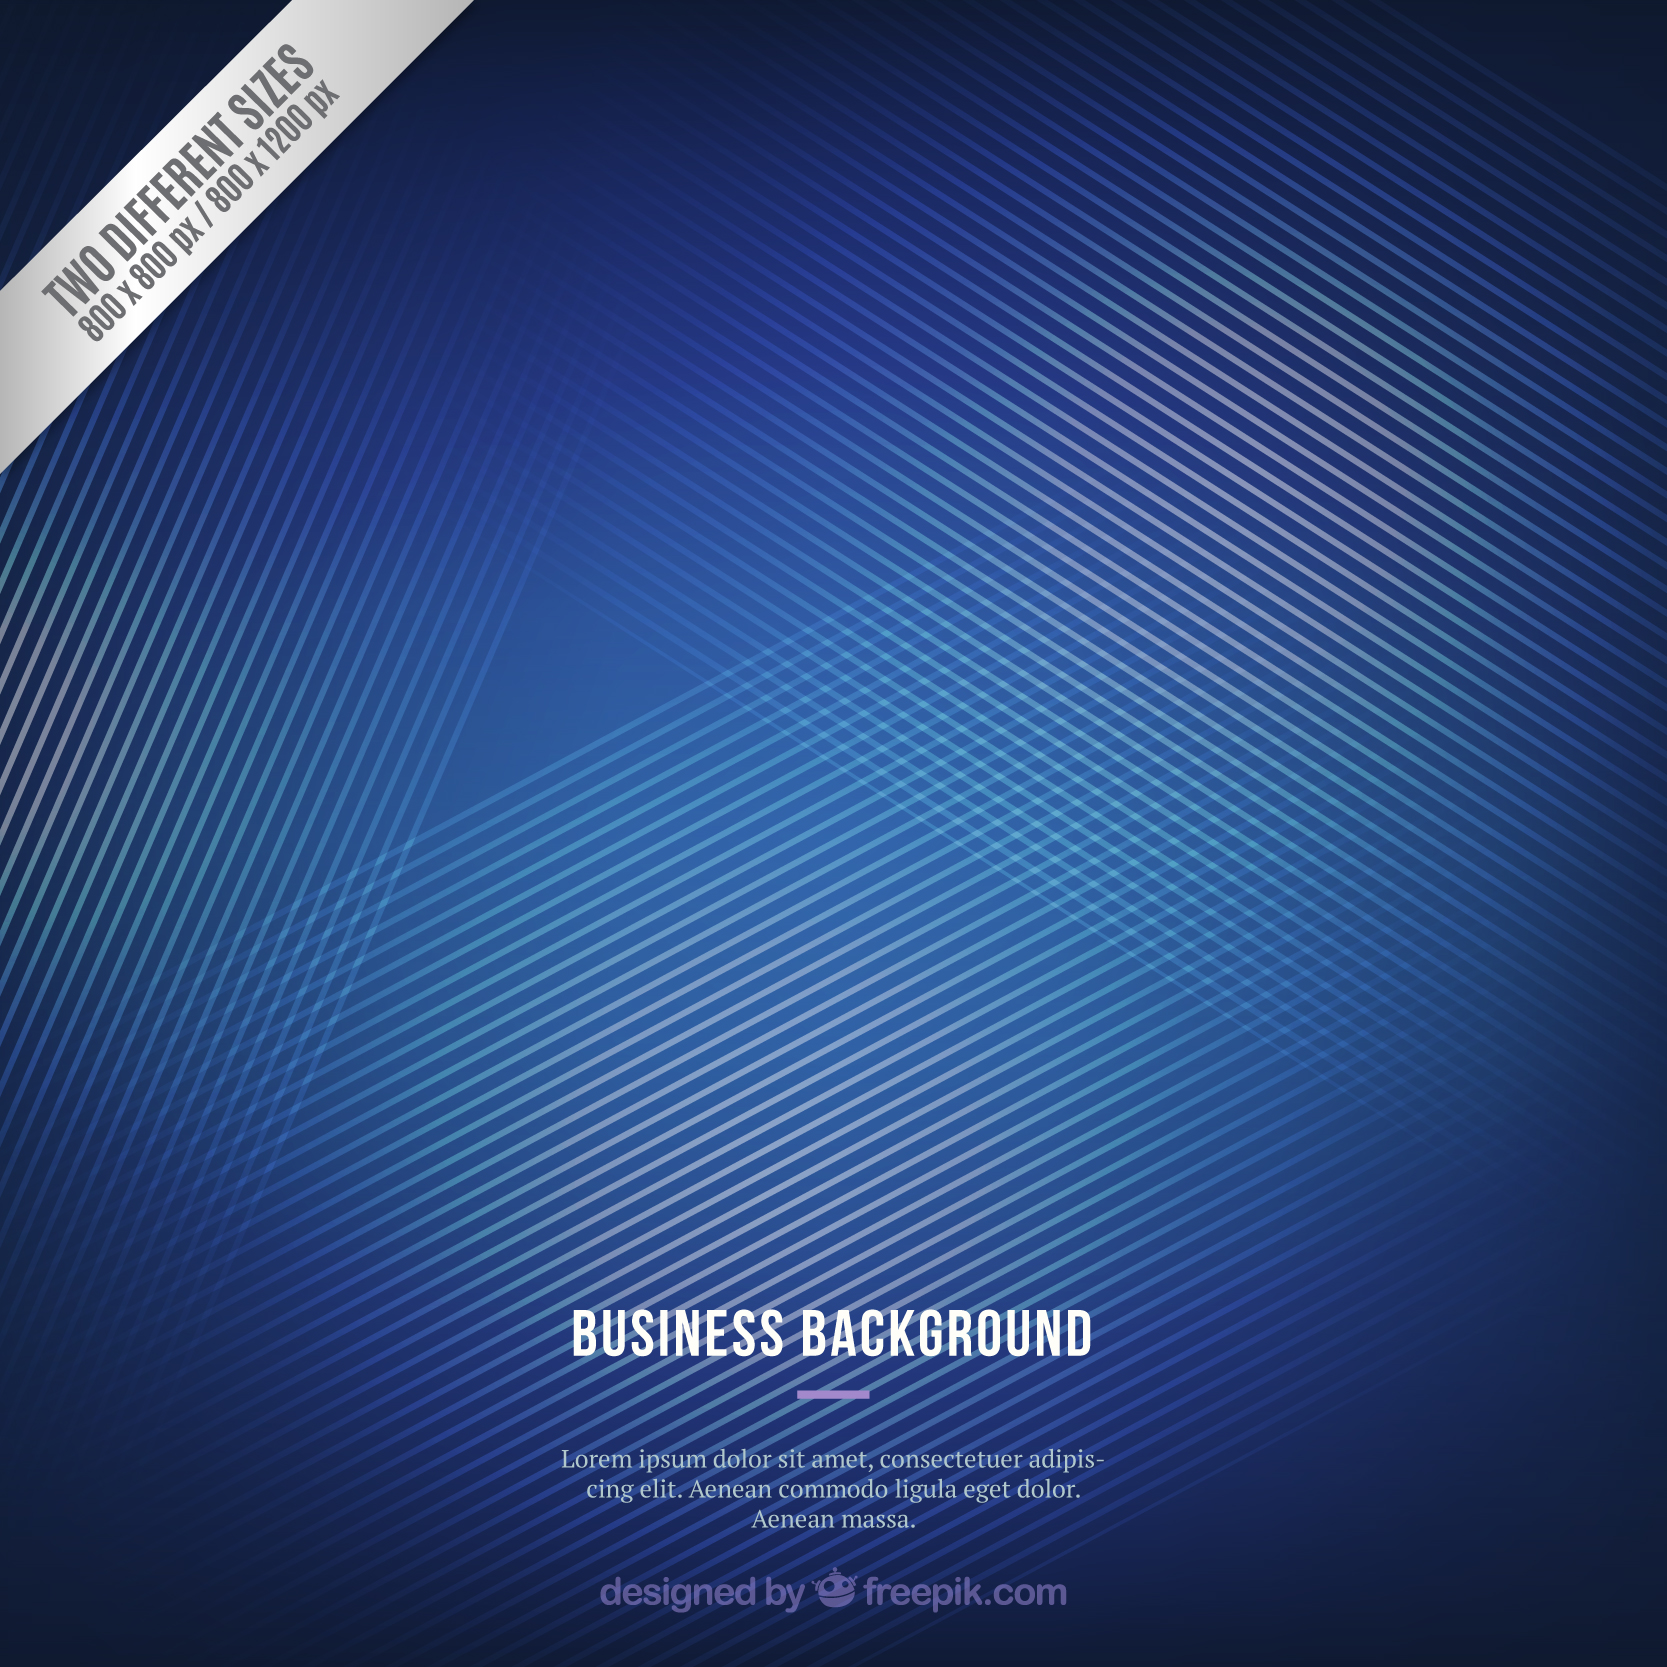 TWO DIFFERENT SIZES
800 x 800 px / 800 x 1200 px
BUSINESS BACKGROUND
Lorem ipsum dolor sit amet, consectetuer adipis-
cing elit. Aenean commodo ligula eget dolor.
Aenean massa.
designed by freepik.com